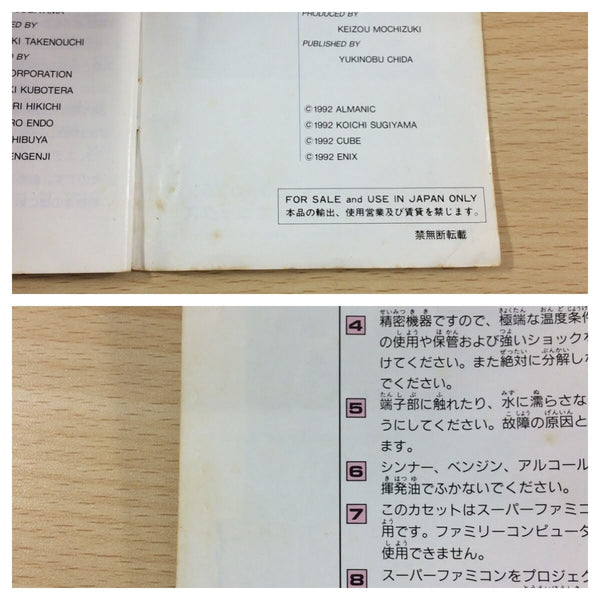 ED BY
KI TAKENOUCHI
BY
ORPORATION
KI KUBOTERA
RI HIKICHI
RO ENDO
HIBUYA
ENGENJI
PRODUCED BY
KEIZOU MOCHIZUKI
PUBLISHED BY
YUKINOBU CHIDA
©1992 ALMANIC
©1992 KOICHI SUGIYAMA
©1992 CUBE
©1992 ENIX
FOR SALE and USE IN JAPAN ONLY
本品の輸出、使用営業及び賃貸を禁じます。
禁無断転載
4 精密機器ですので、極端な温度条件
の使用や保管および強いショックを
けてください。また絶対に分解した
でください。
5 端子部に触れたり、水に濡らさな
うにしてください。故障の原因と
ます。
6 シンナー、ベンジン、アルコール
揮発油でふかないでください。
7 このカセットはスーパーファミコ
用です。ファミリーコンピュータ
使用できません。
8 スーパーファミコンをプロジェク